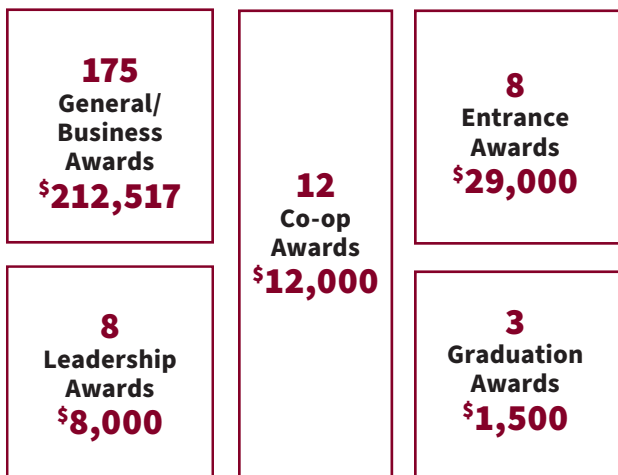 175
General/
Business
Awards
$212,517
8
Leadership
Awards
$8,000
12
Co-op
Awards
$12,000
8
Entrance
Awards
$29,000
3
Graduation
Awards
$1,500